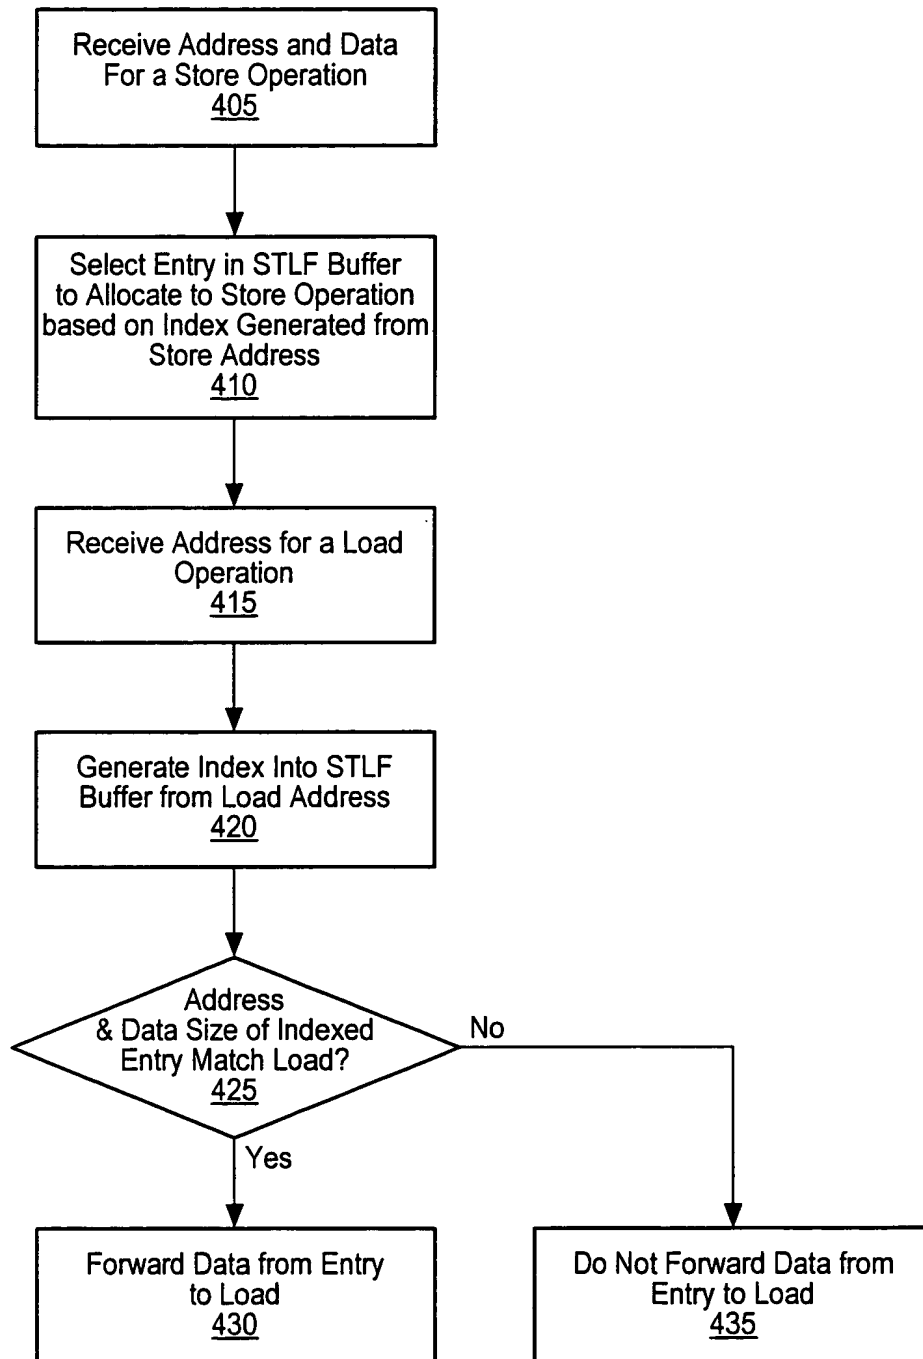 Receive Address and Data
For a Store Operation
405
Select Entry in STLF Buffer
to Allocate to Store Operation
based on Index Generated from
Store Address
410
Receive Address for a Load
Operation
415
Generate Index Into STLF
Buffer from Load Address
420
Address
& Data Size of Indexed
Entry Match Load?
425
No
Yes
Forward Data from Entry
to Load
430
Do Not Forward Data from
Entry to Load
435